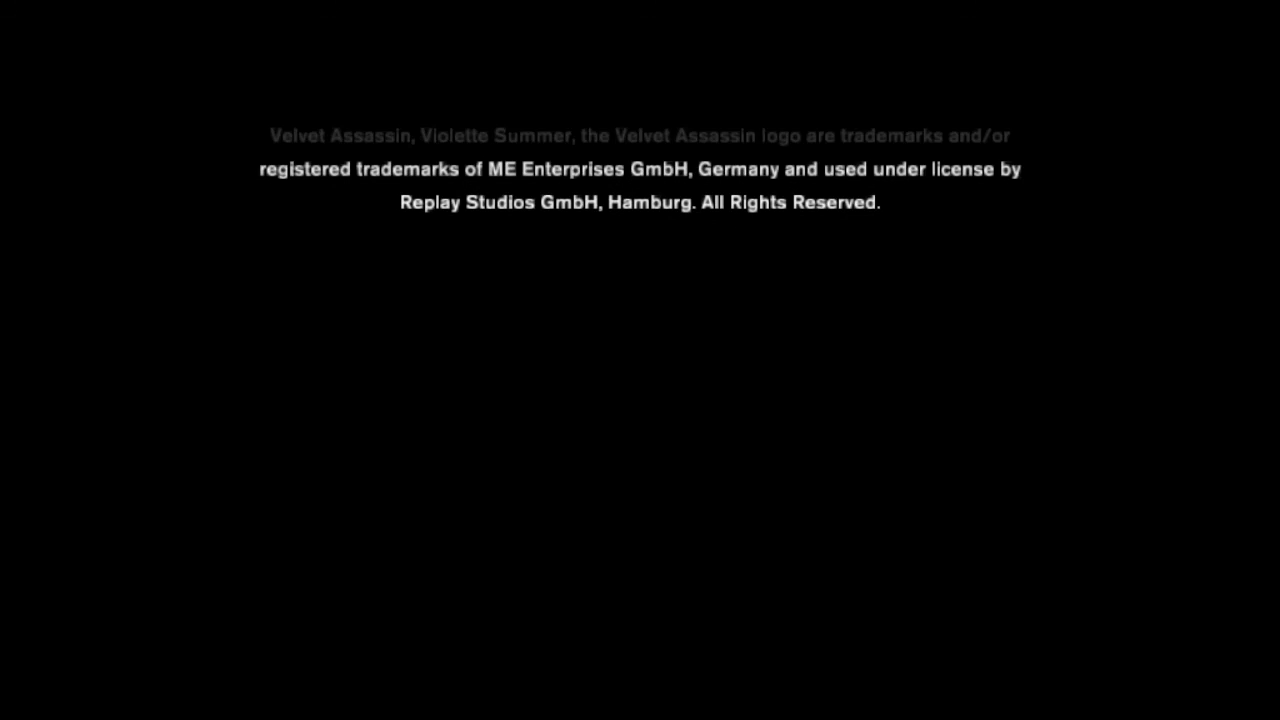 Velvet Assassin, Violette Summer, the Velvet Assassin logo are trademarks and/or
registered trademarks of ME Enterprises GmbH, Germany and used under license by
Replay Studios GmbH, Hamburg. All Rights Reserved.